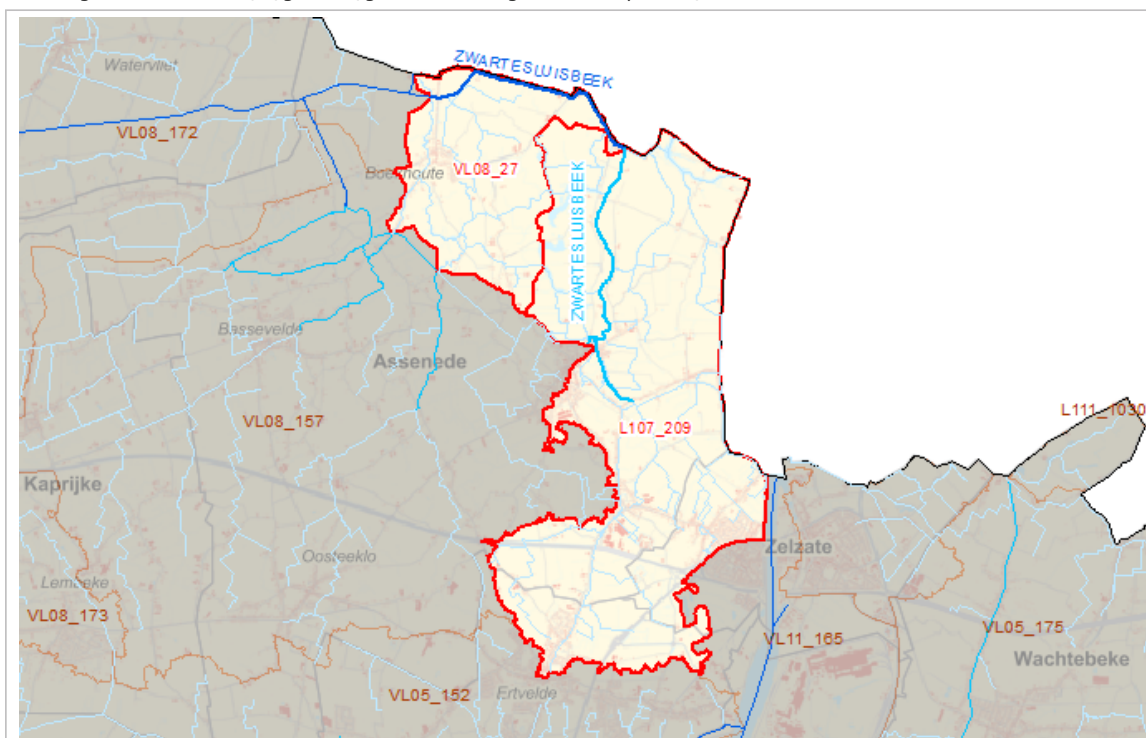 ZWARTESLUISBEEK
Watervliet
VL08_172
Boekhoute
VL08_27
ZWARTESLUISBEEK
Bassevelde
Assenede
L111_1030
VL08_157
L107_209
Kaprijke
Zelzate
Oosteeklo
Lembeke
VL08_173
VL11_165
VL05_175
Wachtebeke
VL05_152
Ertvelde